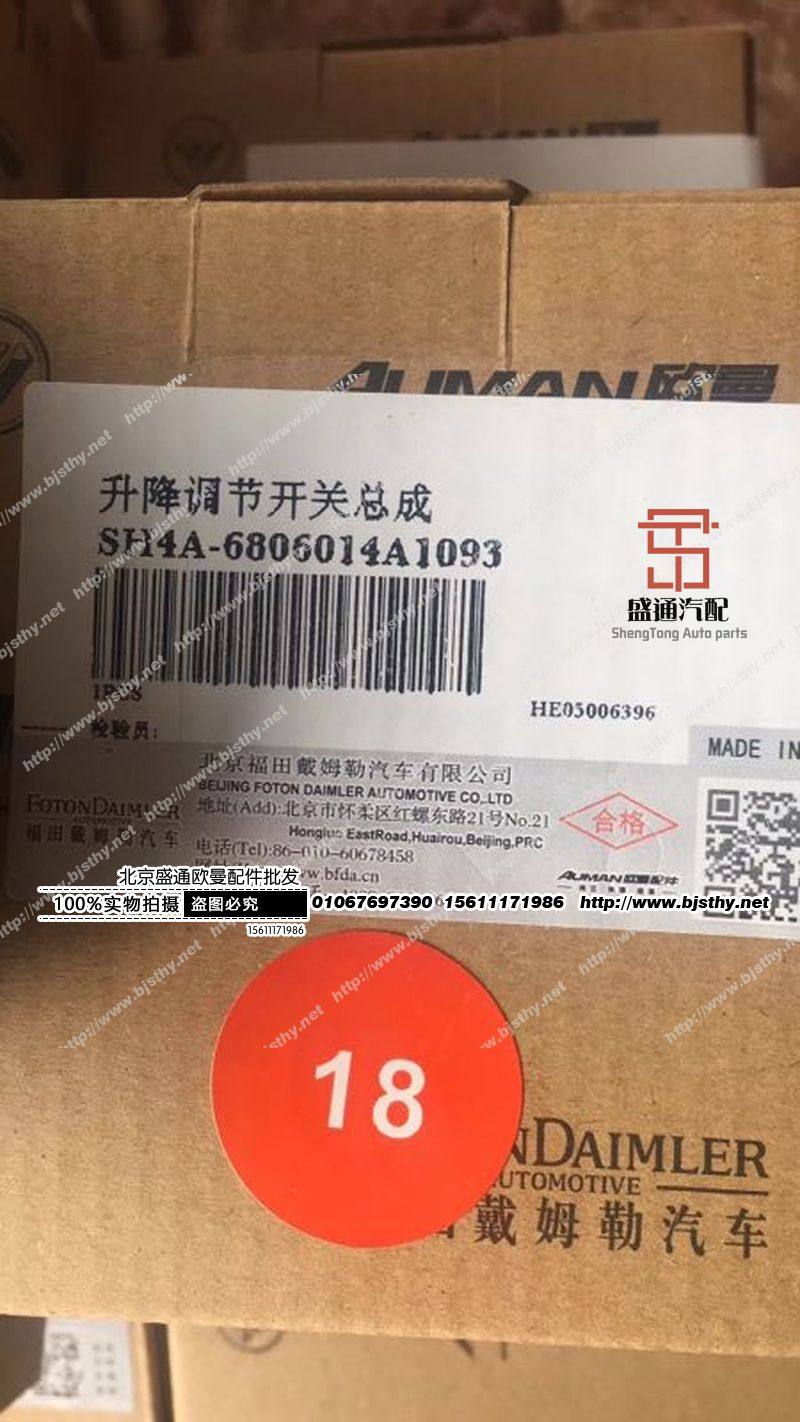 AUMAN欧曼
升降调节开关总成
SH4A-6806014A1093
盛通汽配
ShengTong Auto parts
HE05006396
检验员:
MADE IN
北京福田戴姆勒汽车有限公司
BEIJING FOTON DAIMLER AUTOMOTIVE CO.,LTD
FOTONDAIMLER
AUTOMOTIVE
福田戴姆勒汽车
地址(Add):北京市怀柔区红螺东路21号No.21
Hongluo EastRoad,Huairou,Beijing,PRC
合格
电话(Tel):86-010-60678458
www.bfda.cn
AUMAN欧曼配件
北京盛通欧曼配件批发
100%实物拍摄 盗图必究 01067697390 15611171986 http://www.bjsthy.net
15611171986
18
NDAIMLER
AUTOMOTIVE
戴姆勒汽车
http://www.bjsthy.net